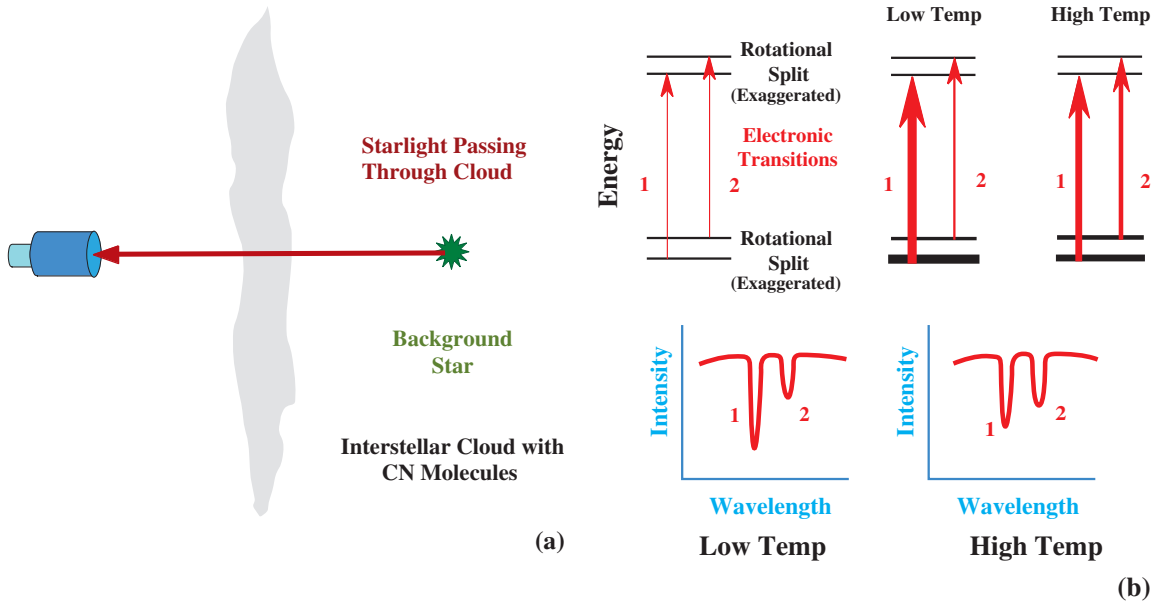 Starlight Passing
Through Cloud
Background
Star
Interstellar Cloud with
CN Molecules
(a)
Low Temp
High Temp
Energy
Rotational
Split
(Exaggerated)
Electronic
Transitions
1
2
Rotational
Split
(Exaggerated)
1
2
1
2
Intensity
1
2
Wavelength
Low Temp
Intensity
1
2
Wavelength
High Temp
(b)